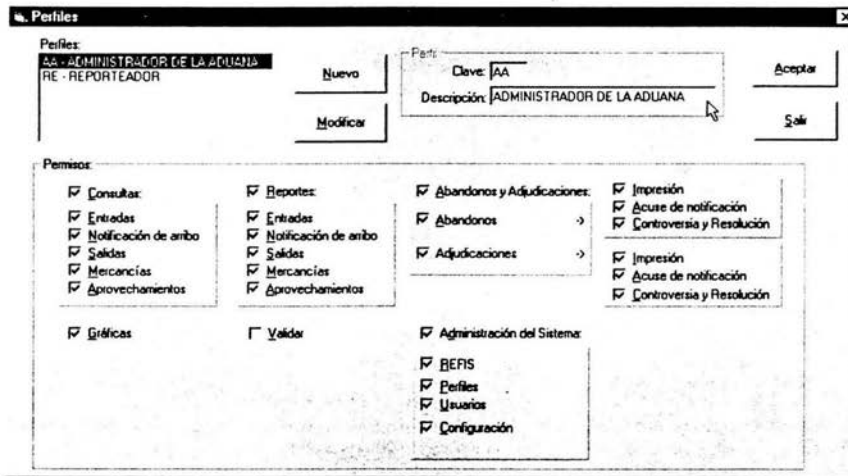 Perfiles
Perfiles:
AA - ADMINISTRADOR DE LA ADUANA
RE - REPORTEADOR
Nuevo
Modificar
Perfil
Clave: AA
Descripción: ADMINISTRADOR DE LA ADUANA
Aceptar
Salir
Permisos:
Consultas:
Entradas
Notificación de arribo
Salidas
Mercancías
Aprovechamientos
Reportes:
Entradas
Notificación de arribo
Salidas
Mercancías
Aprovechamientos
Abandonos y Adjudicaciones:
Abandonos ->
Adjudicaciones ->
Impresión
Acuse de notificación
Controversia y Resolución
Impresión
Acuse de notificación
Controversia y Resolución
Gráficas
Validar
Administración del Sistema:
REFIS
Perfiles
Usuarios
Configuración